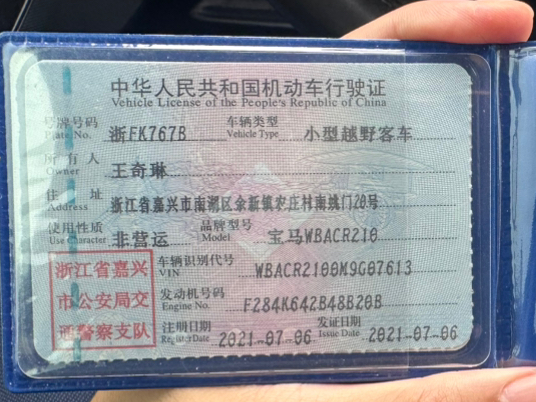 中华人民共和国机动车行驶证
Vehicle License of the People's Republic of China
号牌号码 浙FK767B 车辆类型 小型越野客车
Plate No. Vehicle Type
所有人 王奇琳
Owner
住址 浙江省嘉兴市南湖区余新镇农庄村南浜门20号
Address
使用性质 非营运 品牌型号 宝马WBACR210
Use Character Model
浙江省嘉兴
市公安局交
通警察支队
车辆识别代号 WBACR2100M9G07613
VIN
发动机号码 F284K642B48B20B
Engine No.
注册日期 2021-07-06 发证日期 2021-07-06
Register Date Issue Date